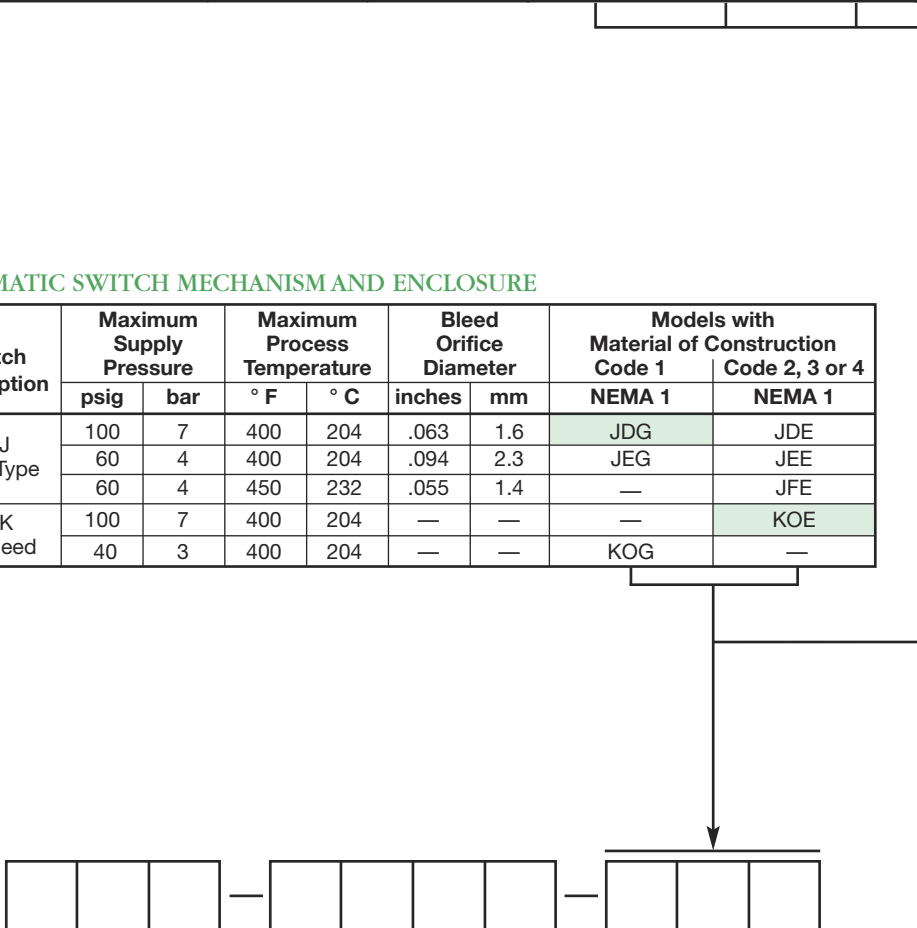 MATIC SWITCH MECHANISM AND ENCLOSURE
Maximum Supply Pressure | Maximum Process Temperature | Bleed Orifice Diameter | Models with Material of Construction
Code 1 | Code 2, 3 or 4
psig | bar | ° F | ° C | inches | mm | NEMA 1 | NEMA 1
J Type
100 | 7 | 400 | 204 | .063 | 1.6 | JDG | JDE
60 | 4 | 400 | 204 | .094 | 2.3 | JEG | JEE
60 | 4 | 450 | 232 | .055 | 1.4 | — | JFE
K
100 | 7 | 400 | 204 | — | — | — | KOE
40 | 3 | 400 | 204 | — | — | KOG | —